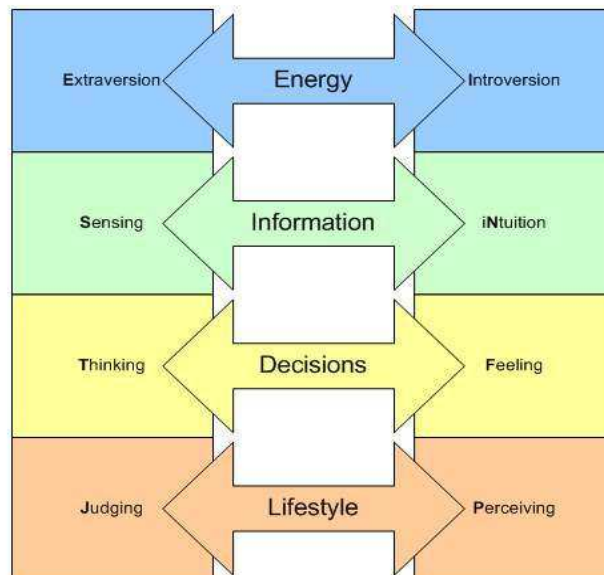 Extraversion Energy Introversion
Sensing Information iNtuition
Thinking Decisions Feeling
Judging Lifestyle Perceiving